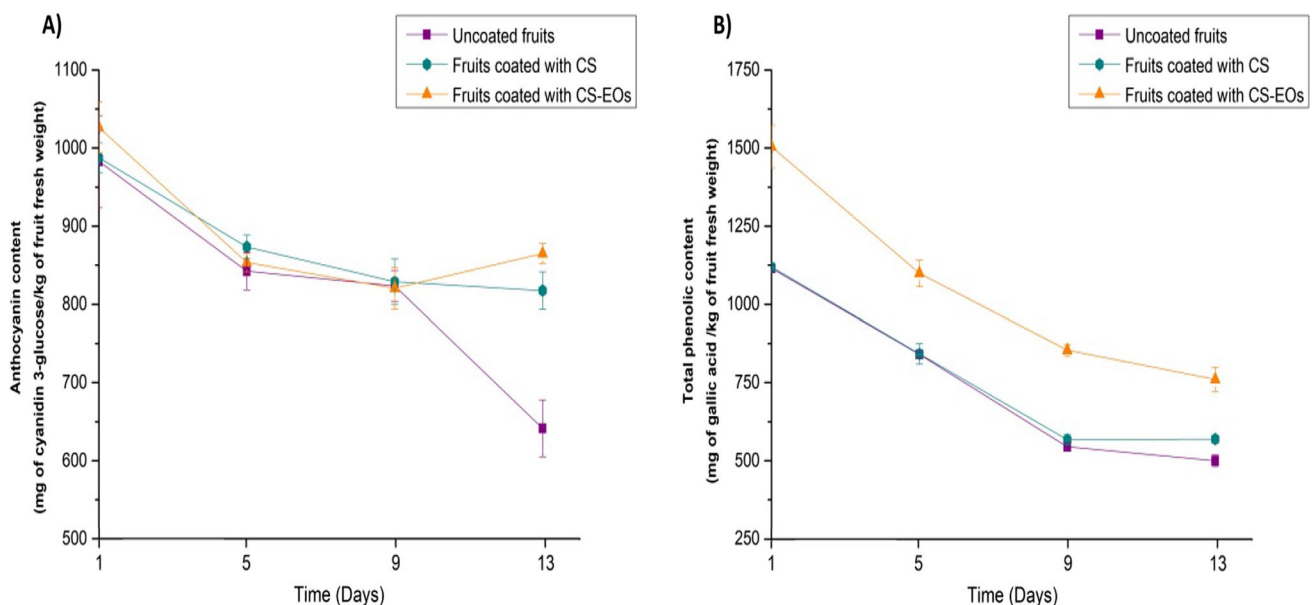 A)
Uncoated fruits
Fruits coated with CS
Fruits coated with CS-EOs
Anthocyanin content
(mg of cyanidin 3-glucose/kg of fruit fresh weight)
1100
1000
900
800
700
600
500
1
5
9
13
Time (Days)
B)
Uncoated fruits
Fruits coated with CS
Fruits coated with CS-EOs
Total phenolic content
(mg of gallic acid /kg of fruit fresh weight)
1750
1500
1250
1000
750
500
250
1
5
9
13
Time (Days)